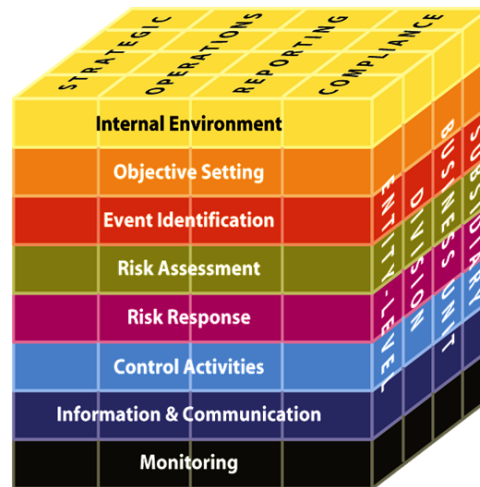 STRATEGIC
OPERATIONS
REPORTING
COMPLIANCE
Internal Environment
Objective Setting
Event Identification
Risk Assessment
Risk Response
Control Activities
Information & Communication
Monitoring
ENTITY-LEVEL
DIVISION
BUSINESS UNIT
SUBSIDIARY